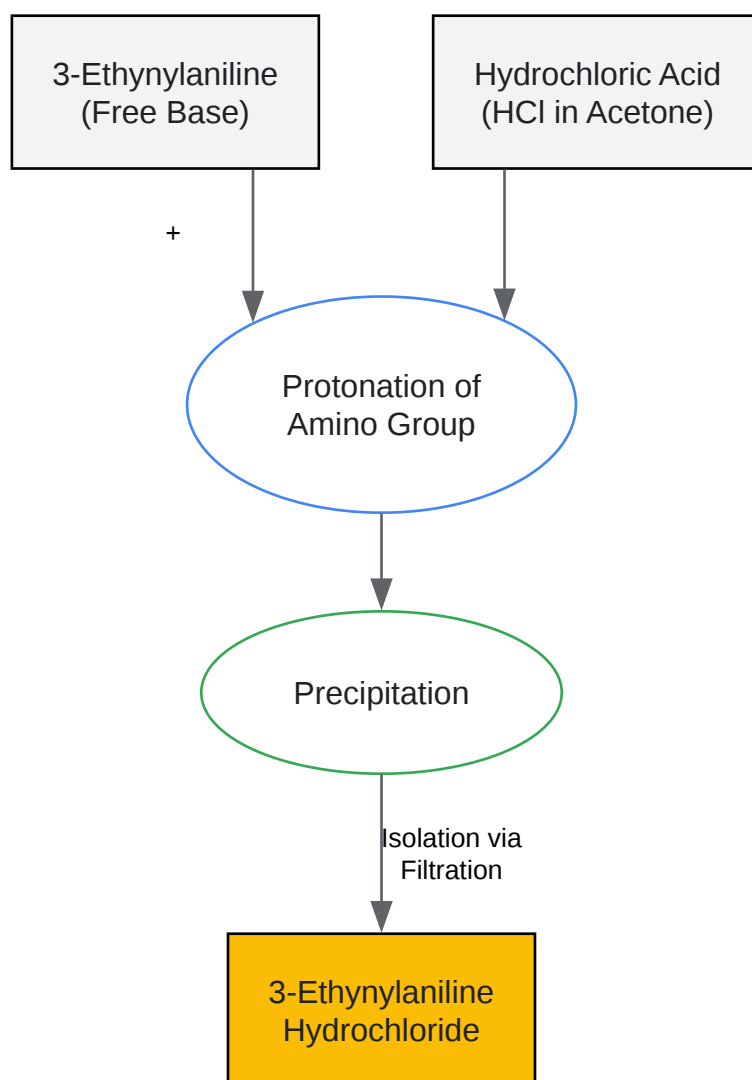 3-Ethynylaniline
(Free Base)
Hydrochloric Acid
(HCl in Acetone)
+
Protonation of
Amino Group
Precipitation
Isolation via
Filtration
3-Ethynylaniline
Hydrochloride